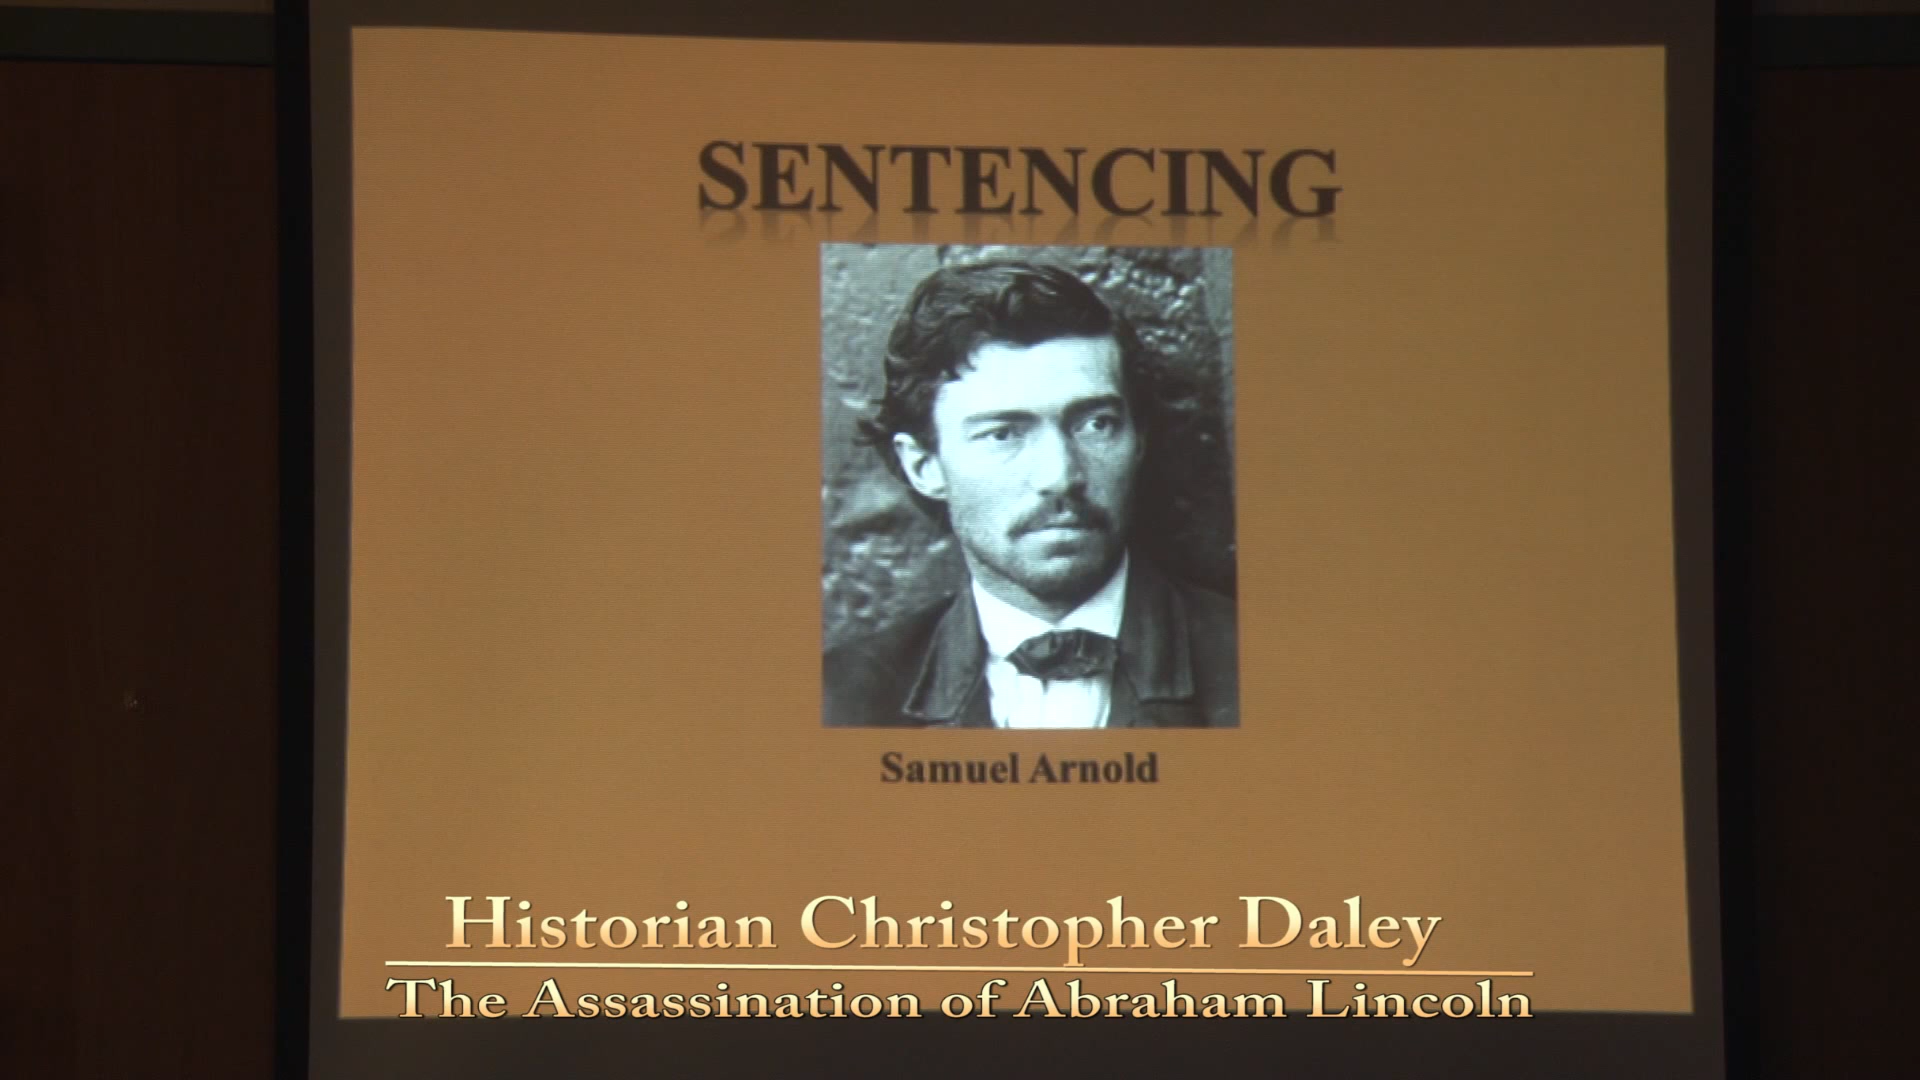 SENTENCING
Samuel Arnold
Historian Christopher Daley
The Assassination of Abraham Lincoln